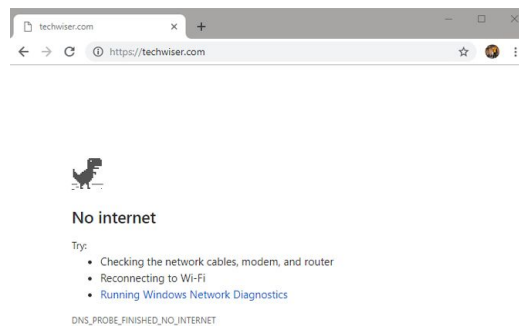 techwiser.com
https://techwiser.com
No internet
Try:
Checking the network cables, modem, and router
Reconnecting to Wi-Fi
Running Windows Network Diagnostics
DNS_PROBE_FINISHED_NO_INTERNET